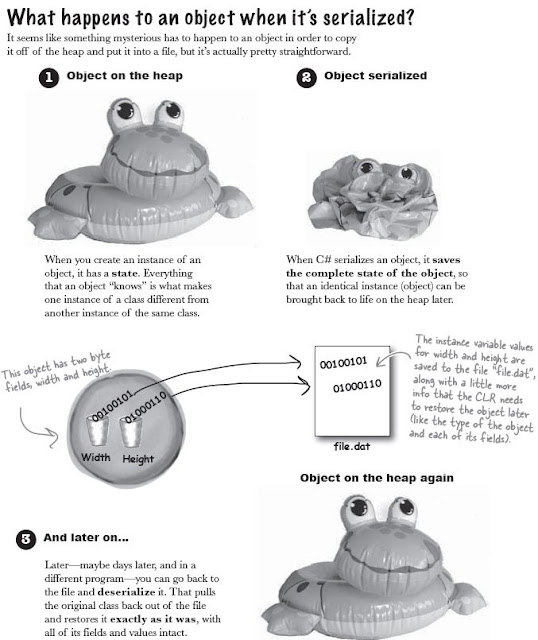 What happens to an object when it's serialized?
It seems like something mysterious has to happen to an object in order to copy
it off of the heap and put it into a file, but it's actually pretty straightforward.
1 Object on the heap
2 Object serialized
When you create an instance of an
object, it has a state. Everything
that an object "knows" is what makes
one instance of a class different from
another instance of the same class.
When C# serializes an object, it saves
the complete state of the object, so
that an identical instance (object) can be
brought back to life on the heap later.
This object has two byte
fields, width and height.
00100101
01000110
Width Height
00100101
01000110
file.dat
The instance variable values
for width and height are
saved to the file "file.dat",
along with a little more
info that the CLR needs
to restore the object later
(like the type of the object
and each of its fields).
Object on the heap again
3 And later on...
Later—maybe days later, and in a
different program—you can go back to
the file and deserialize it. That pulls
the original class back out of the file
and restores it exactly as it was, with
all of its fields and values intact.